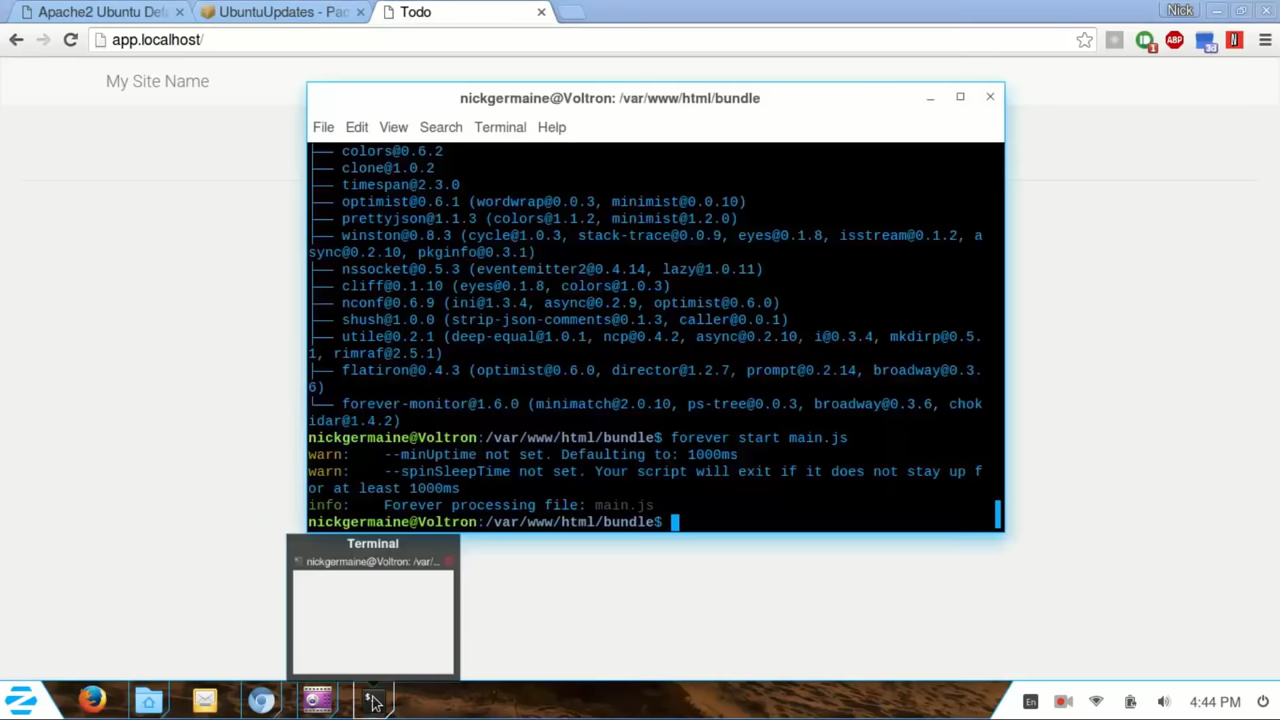 Apache2 Ubuntu Def
UbuntuUpdates - Pac
Todo
Nick
app.localhost/
1
ABP
3d
N
My Site Name
nickgermaine@Voltron: /var/www/html/bundle
File Edit View Search Terminal Help
├── colors@0.6.2
├── clone@1.0.2
├── timespan@2.3.0
├── optimist@0.6.1 (wordwrap@0.0.3, minimist@0.0.10)
├── prettyjson@1.1.3 (colors@1.1.2, minimist@1.2.0)
├── winston@0.8.3 (cycle@1.0.3, stack-trace@0.0.9, eyes@0.1.8, isstream@0.1.2, a
sync@0.2.10, pkginfo@0.3.1)
├── nssocket@0.5.3 (eventemitter2@0.4.14, lazy@1.0.11)
├── cliff@0.1.10 (eyes@0.1.8, colors@1.0.3)
├── nconf@0.6.9 (ini@1.3.4, async@0.2.9, optimist@0.6.0)
├── shush@1.0.0 (strip-json-comments@0.1.3, caller@0.0.1)
├── utile@0.2.1 (deep-equal@1.0.1, ncp@0.4.2, async@0.2.10, i@0.3.4, mkdirp@0.5.
1, rimraf@2.5.1)
├── flatiron@0.4.3 (optimist@0.6.0, director@1.2.7, prompt@0.2.14, broadway@0.3.
6)
└── forever-monitor@1.6.0 (minimatch@2.0.10, ps-tree@0.0.3, broadway@0.3.6, chok
idar@1.4.2)
nickgermaine@Voltron:/var/www/html/bundle$ forever start main.js
warn: --minUptime not set. Defaulting to: 1000ms
warn: --spinSleepTime not set. Your script will exit if it does not stay up f
or at least 1000ms
info: Forever processing file: main.js
nickgermaine@Voltron:/var/www/html/bundle$
Terminal
nickgermaine@Voltron: /var/...
$
En
4:44 PM